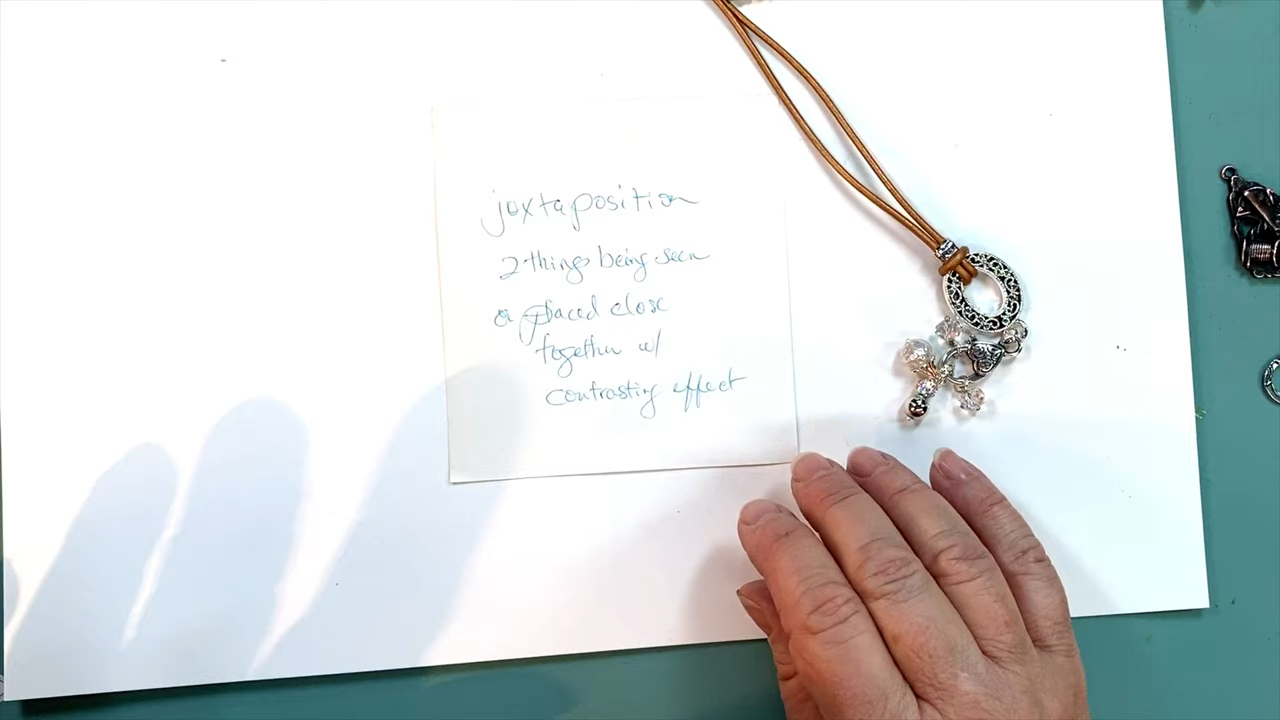 juxtaposition
2 things being seen
or placed close
together w/
contrasting effect